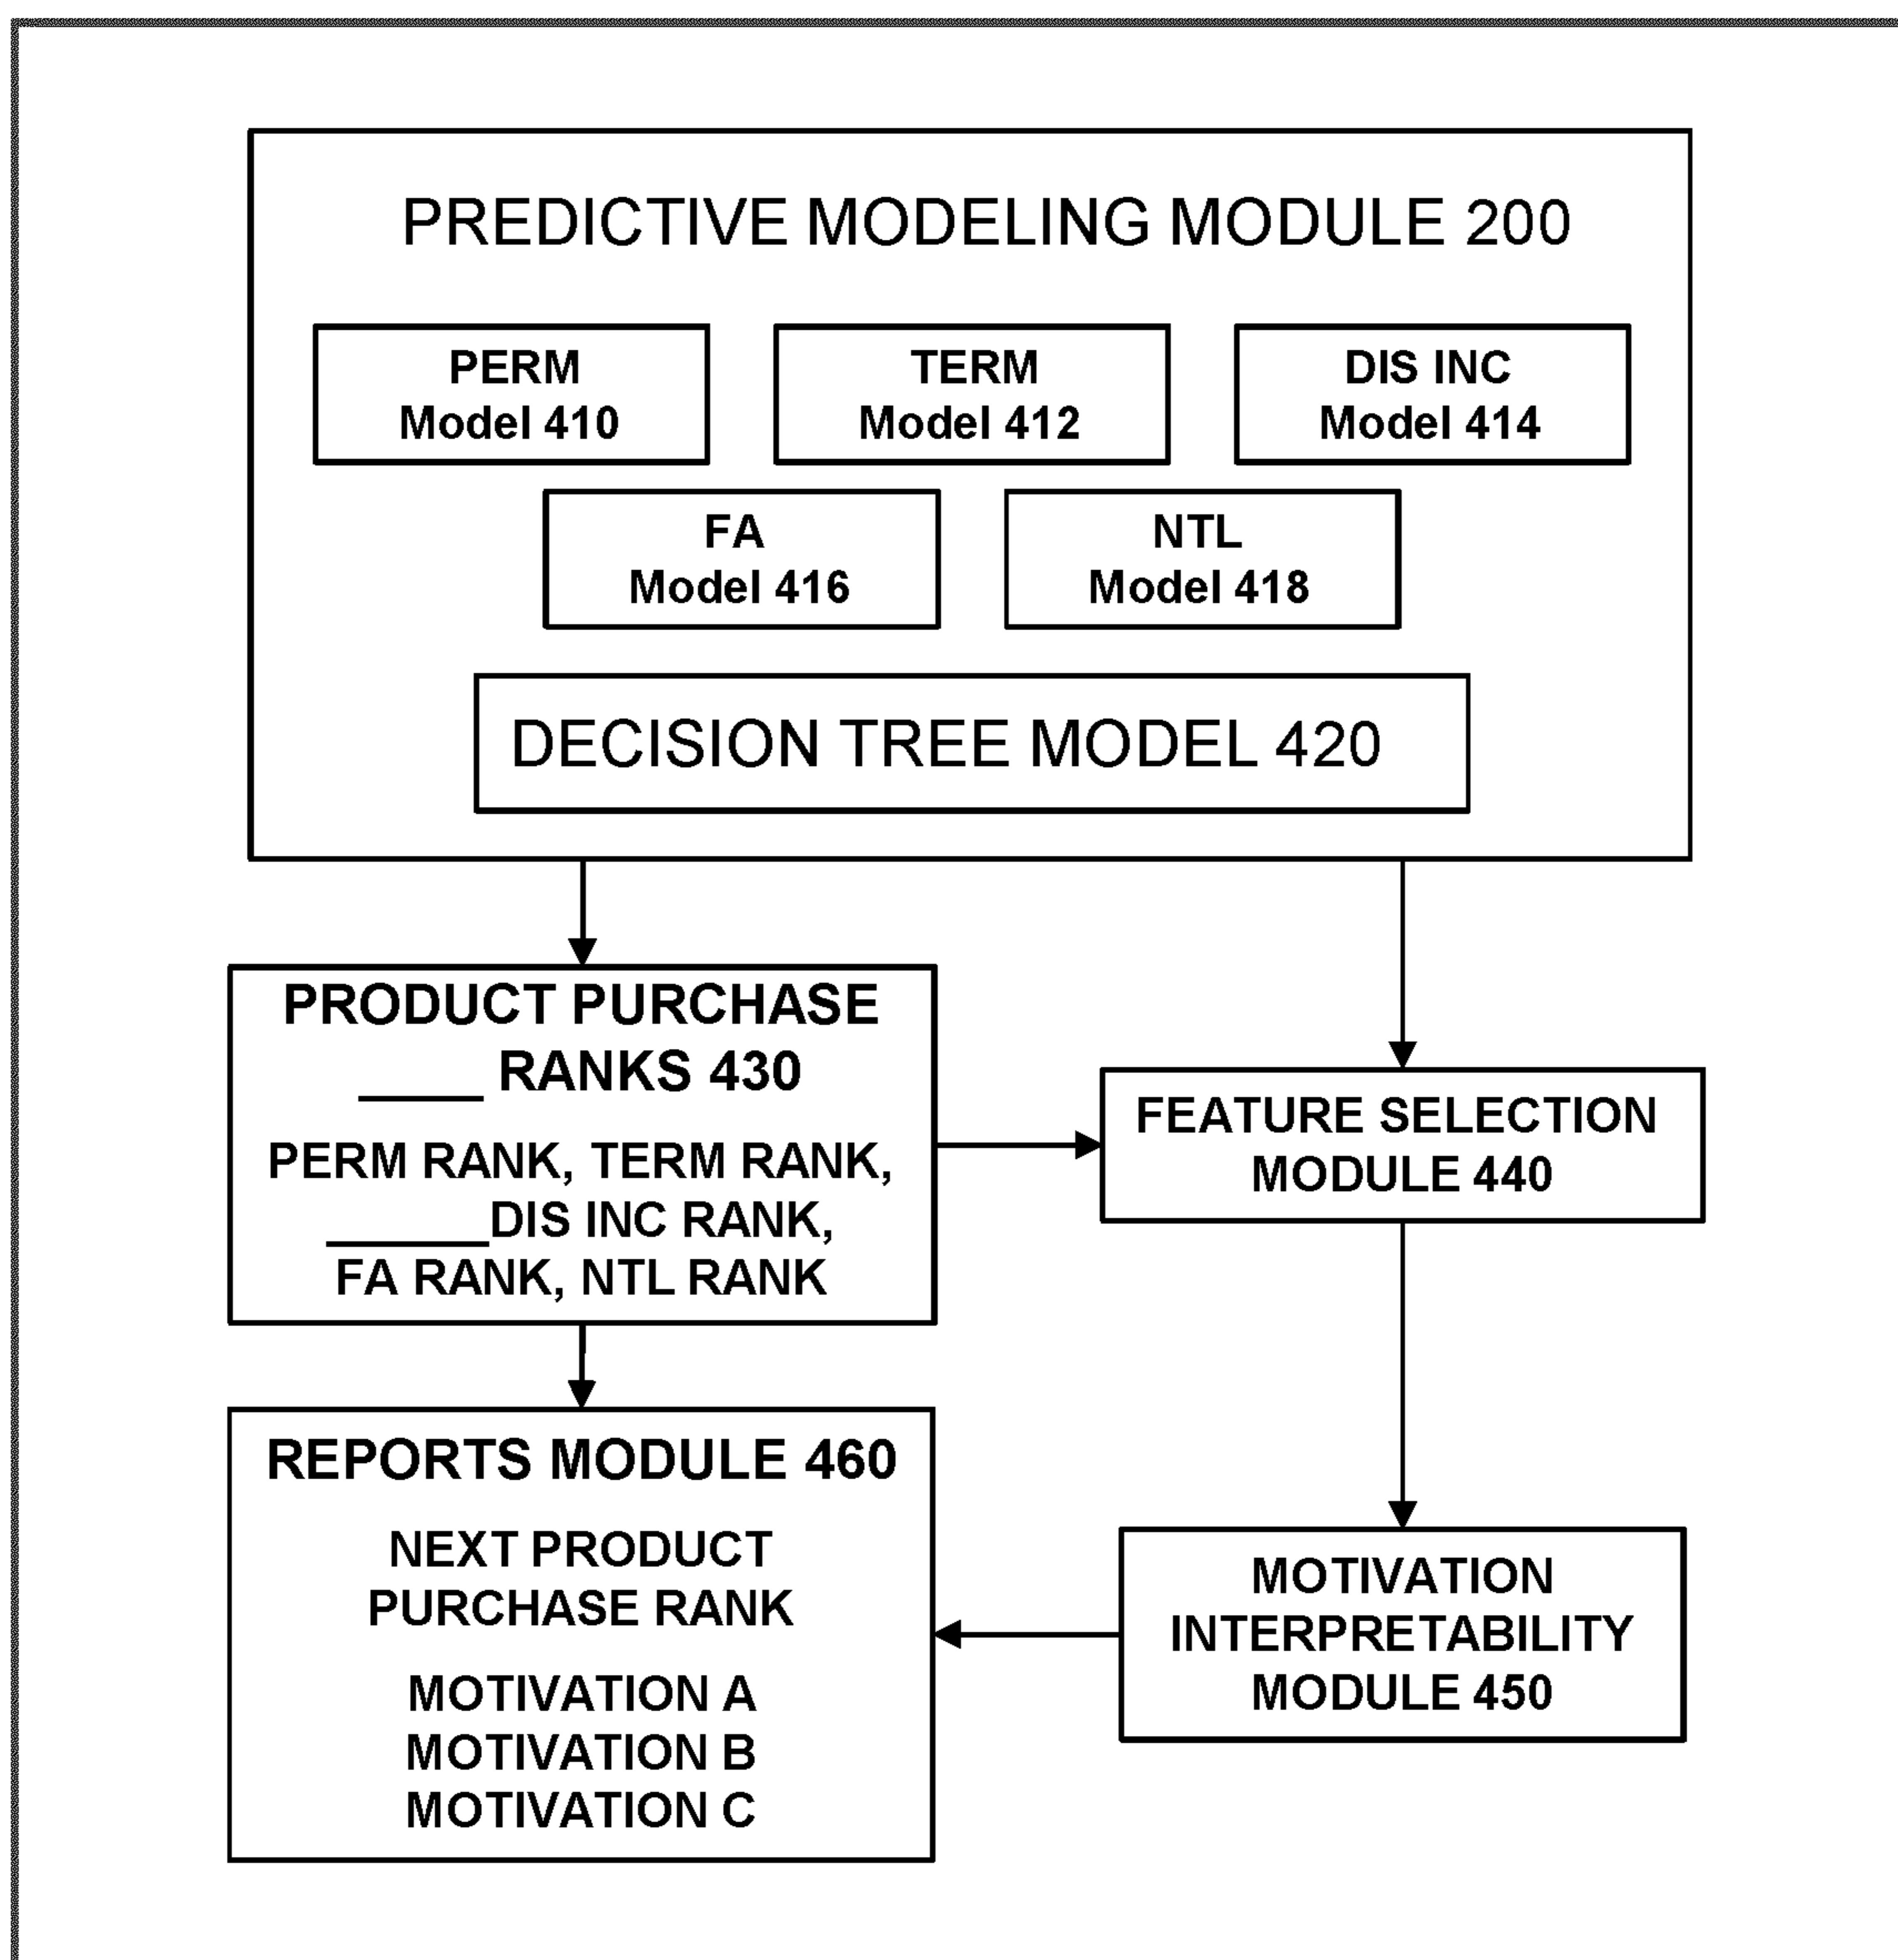 PREDICTIVE MODELING MODULE 200
PERM
Model 410
TERM
Model 412
DIS INC
Model 414
FA
Model 416
NTL
Model 418
DECISION TREE MODEL 420
PRODUCT PURCHASE
____ RANKS 430
PERM RANK, TERM RANK,
______DIS INC RANK,
FA RANK, NTL RANK
FEATURE SELECTION
MODULE 440
REPORTS MODULE 460
NEXT PRODUCT
PURCHASE RANK
MOTIVATION A
MOTIVATION B
MOTIVATION C
MOTIVATION
INTERPRETABILITY
MODULE 450